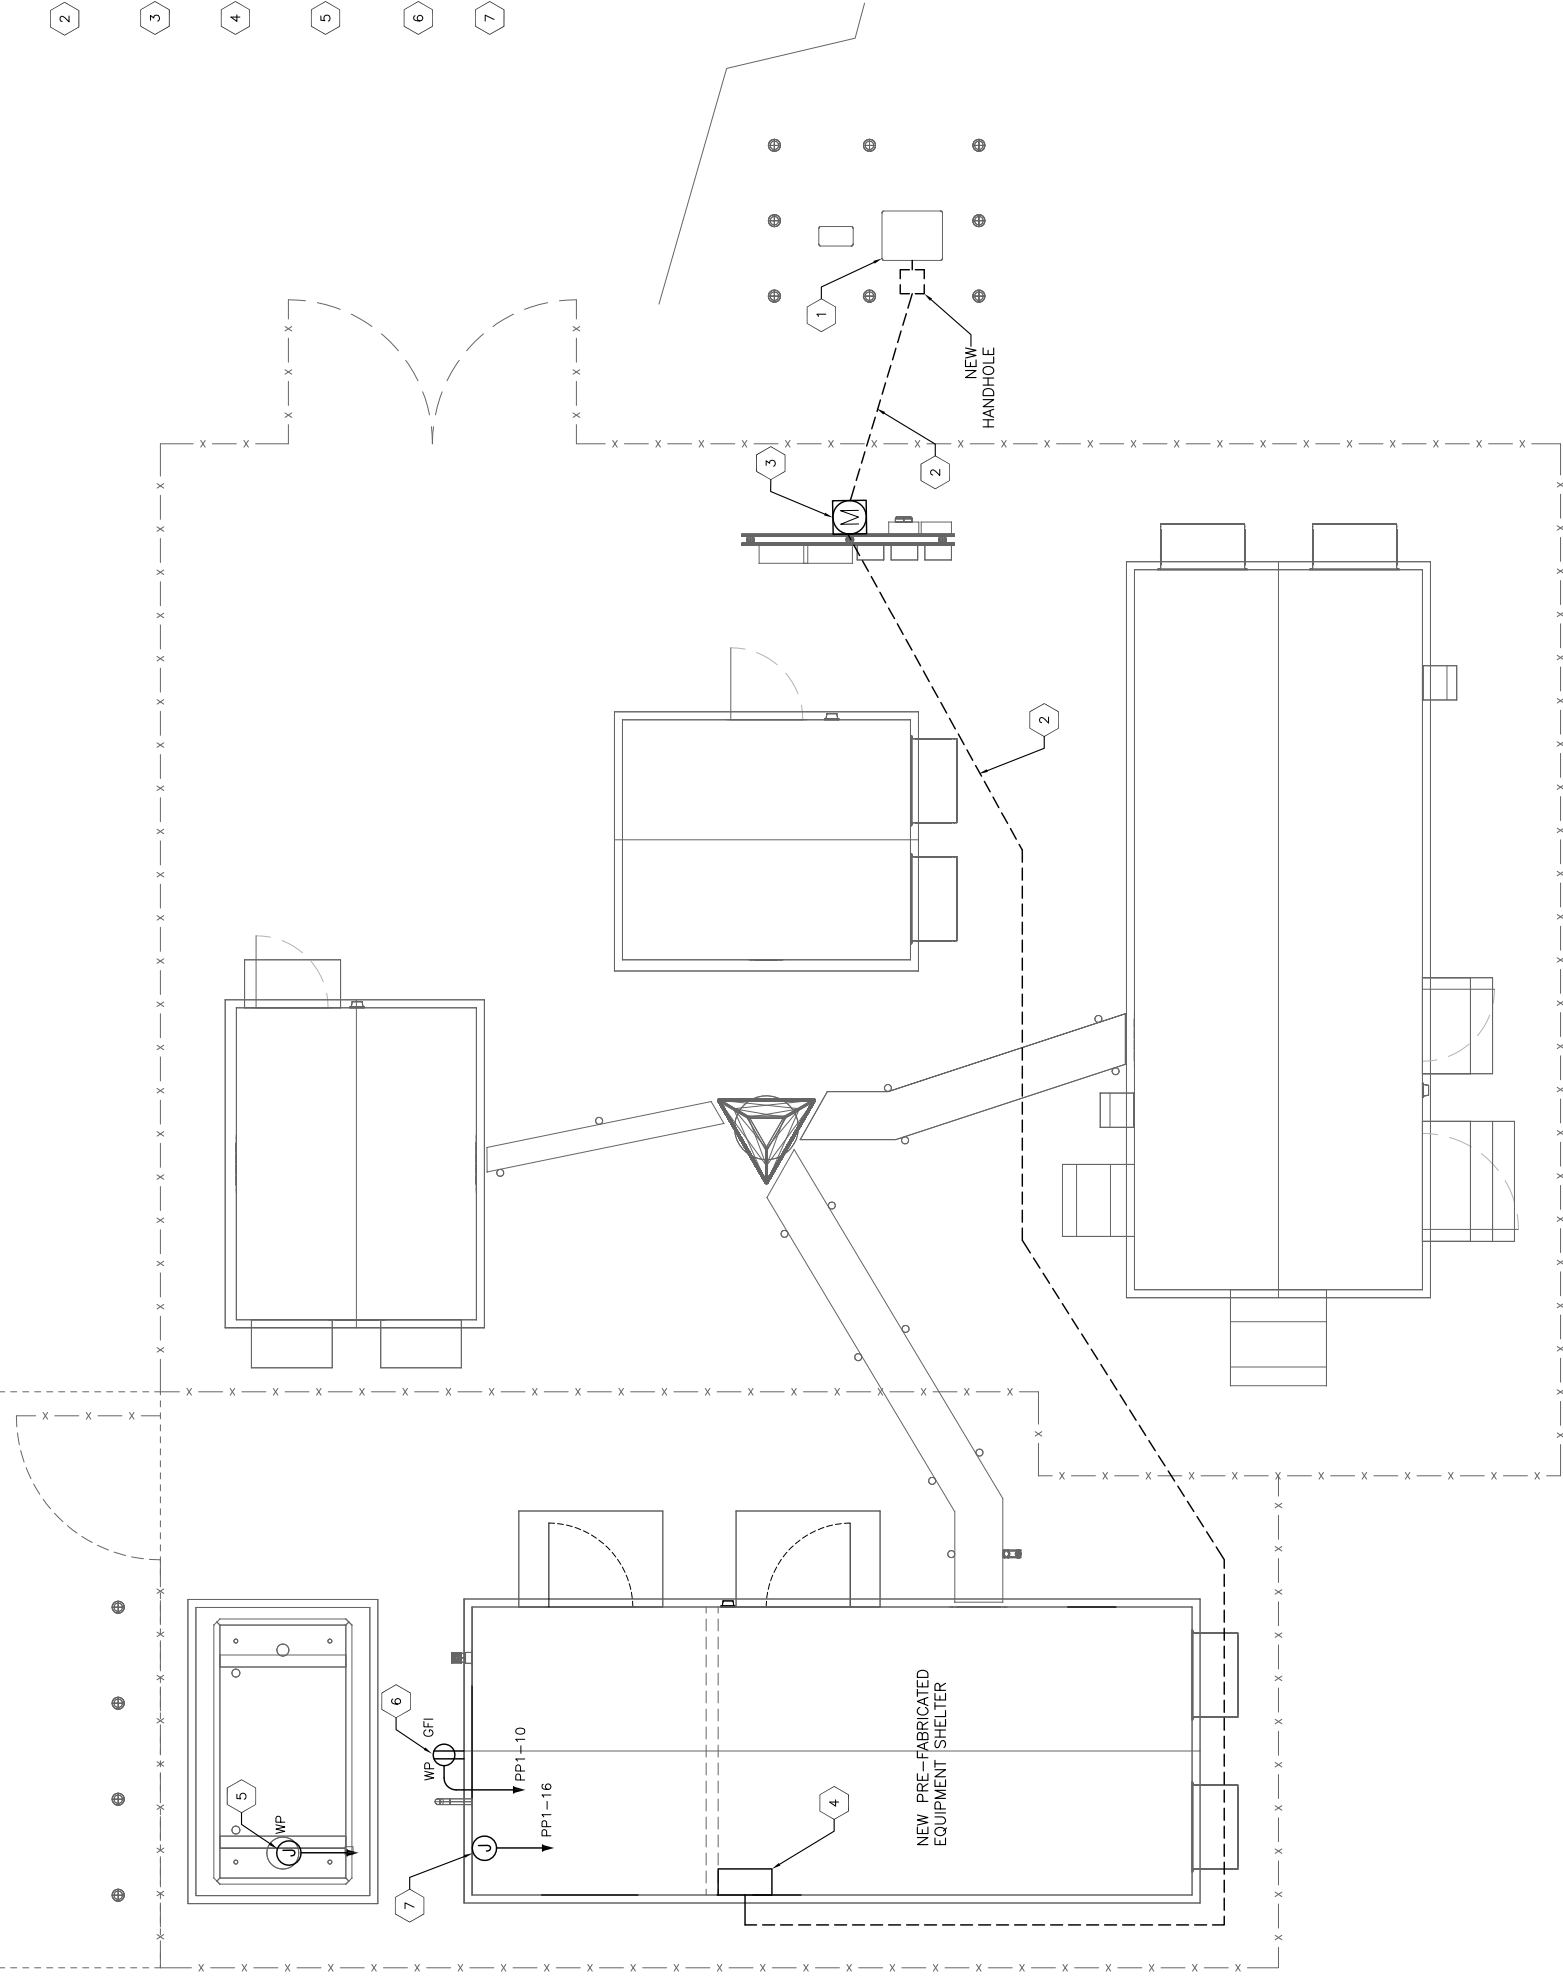 2
3
4
5
6
7
1
NEW
HANDHOLE
2
3
M
2
6
GFI
WP
PP1-10
5
WP
J
7
J
PP1-16
4
NEW PRE-FABRICATED
EQUIPMENT SHELTER